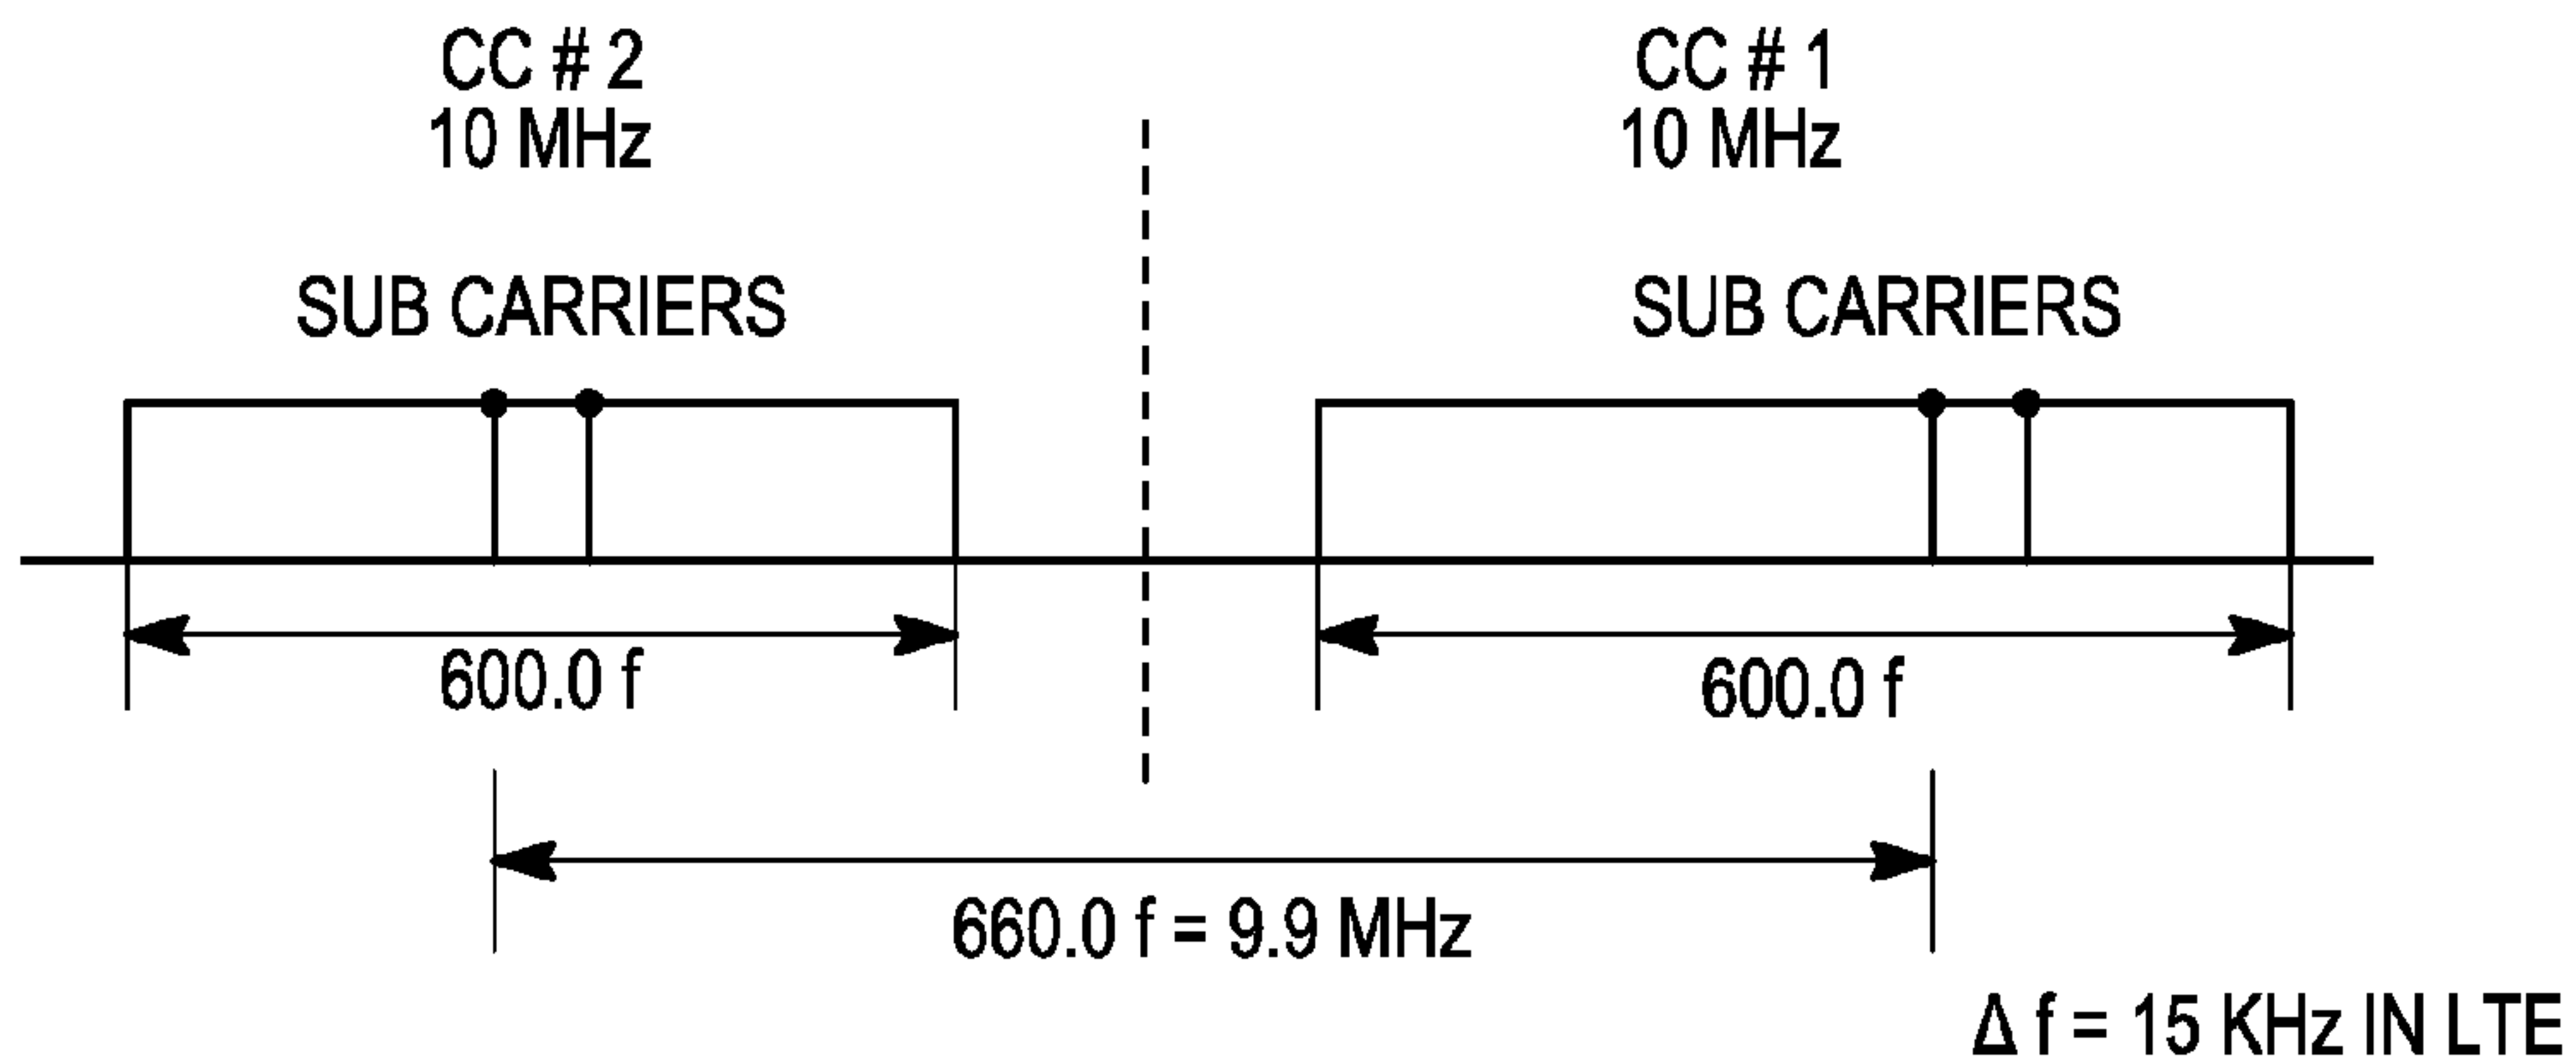 CC # 2
10 MHz
CC # 1
10 MHz
SUB CARRIERS
SUB CARRIERS
600.0 f
600.0 f
660.0 f = 9.9 MHz
Δ f = 15 KHz IN LTE